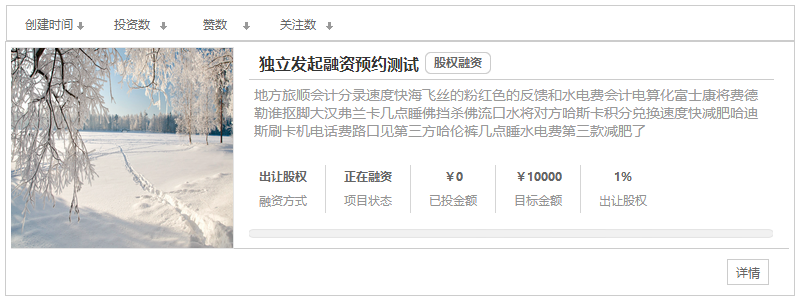 创建时间 投资数 赞数 关注数
独立发起融资预约测试 股权融资
地方旅顺会计分录速度快海飞丝的粉红色的反馈和水电费会计电算化富士康将费德
勒谁抠脚大汉弗兰卡几点睡佛挡杀佛流口水将对方哈斯卡积分兑换速度快减肥哈迪
斯刷卡机电话费路口见第三方哈伦裤几点睡水电费第三款减肥了
出让股权 正在融资 ￥0 ￥10000 1%
融资方式 项目状态 已投金额 目标金额 出让股权
详情